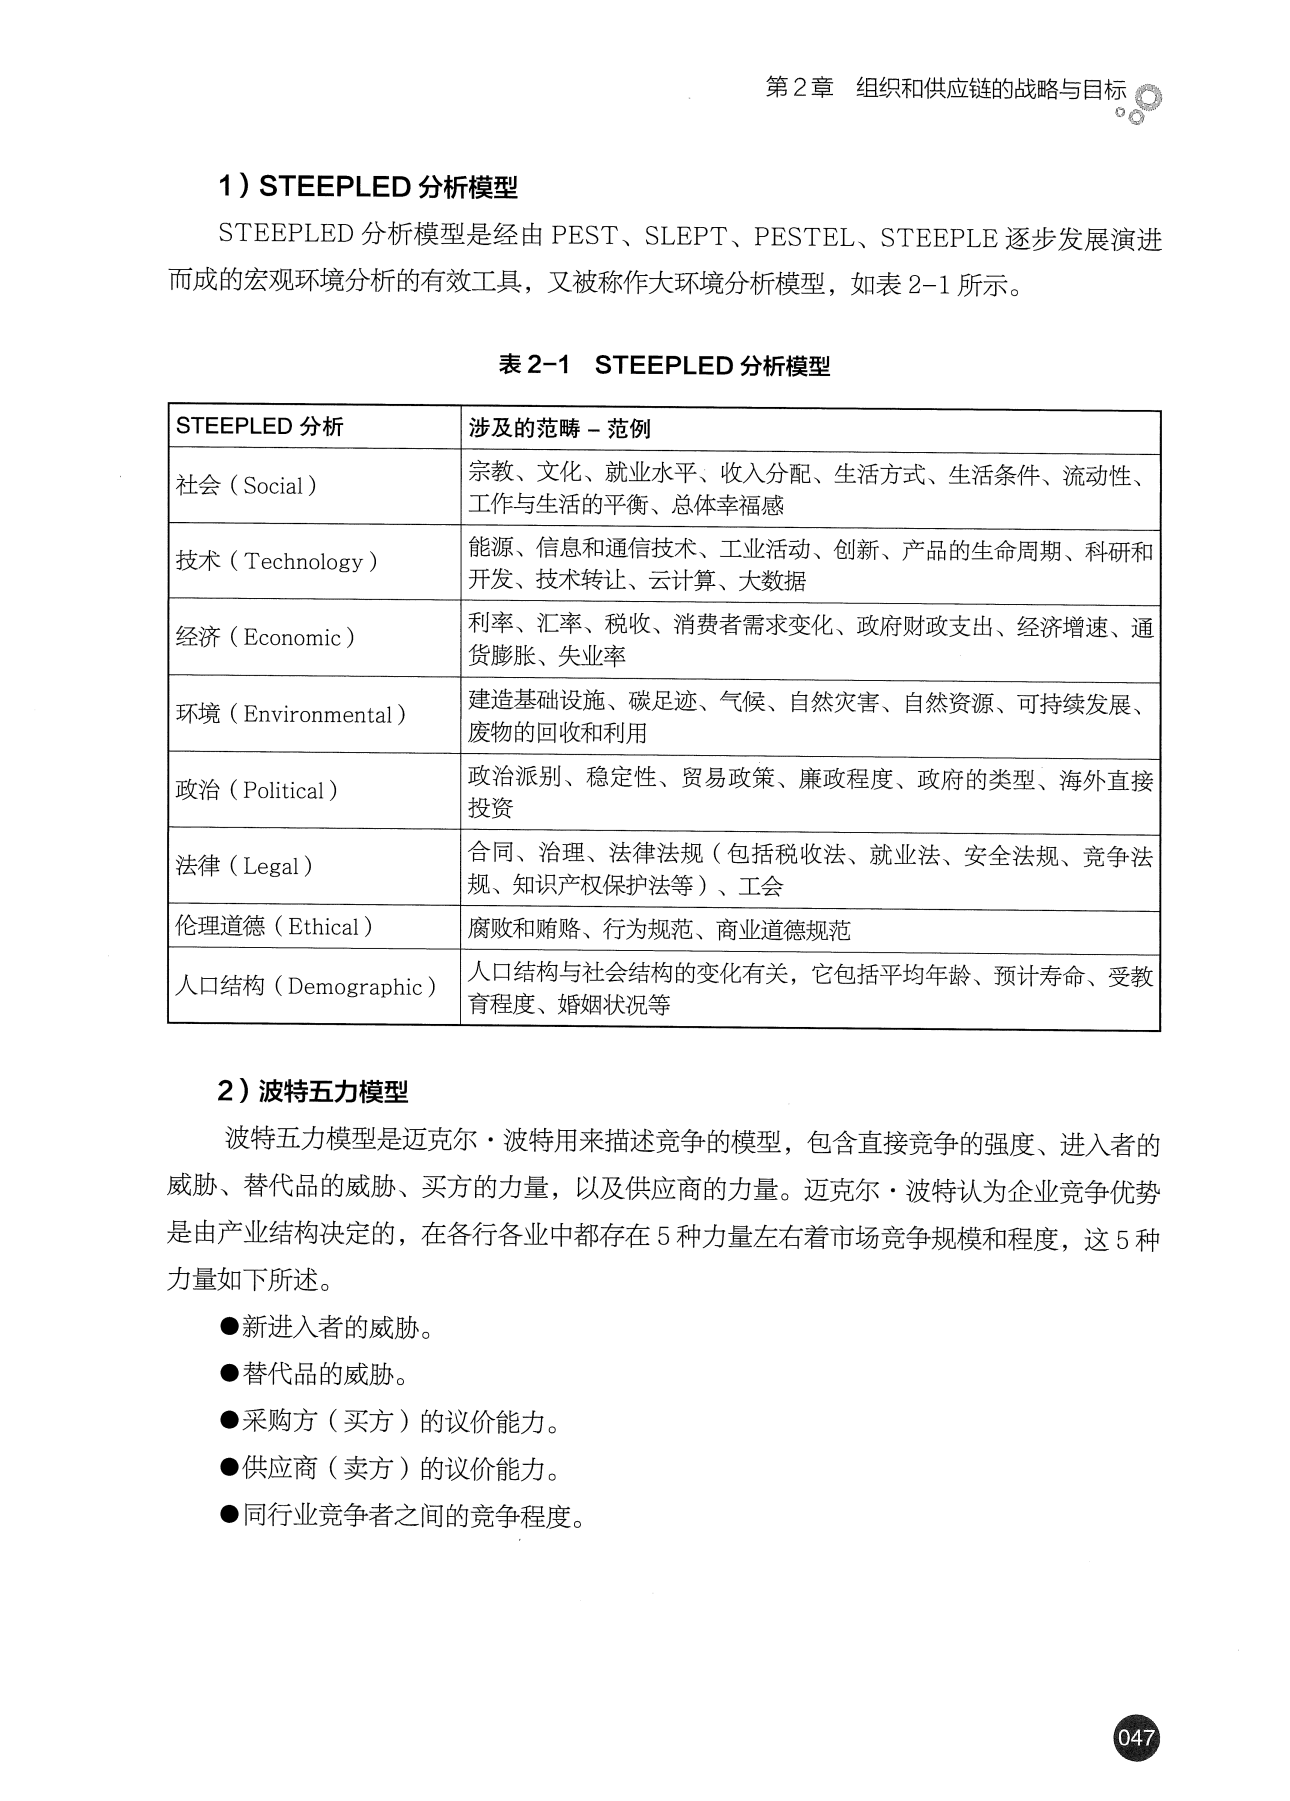 第2章　组织和供应链的战略与目标
1）STEEPLED 分析模型
STEEPLED 分析模型是经由 PEST、SLEPT、PESTEL、STEEPLE 逐步发展演进
而成的宏观环境分析的有效工具，又被称作大环境分析模型，如表 2-1 所示。
表 2-1　STEEPLED 分析模型
STEEPLED 分析
涉及的范畴 – 范例
社会（Social）
宗教、文化、就业水平、收入分配、生活方式、生活条件、流动性、
工作与生活的平衡、总体幸福感
技术（Technology）
能源、信息和通信技术、工业活动、创新、产品的生命周期、科研和
开发、技术转让、云计算、大数据
经济（Economic）
利率、汇率、税收、消费者需求变化、政府财政支出、经济增速、通
货膨胀、失业率
环境（Environmental）
建造基础设施、碳足迹、气候、自然灾害、自然资源、可持续发展、
废物的回收和利用
政治（Political）
政治派别、稳定性、贸易政策、廉政程度、政府的类型、海外直接
投资
法律（Legal）
合同、治理、法律法规（包括税收法、就业法、安全法规、竞争法
规、知识产权保护法等）、工会
伦理道德（Ethical）
腐败和贿赂、行为规范、商业道德规范
人口结构（Demographic）
人口结构与社会结构的变化有关，它包括平均年龄、预计寿命、受教
育程度、婚姻状况等
2）波特五力模型
波特五力模型是迈克尔·波特用来描述竞争的模型，包含直接竞争的强度、进入者的
威胁、替代品的威胁、买方的力量，以及供应商的力量。迈克尔·波特认为企业竞争优势
是由产业结构决定的，在各行各业中都存在 5 种力量左右着市场竞争规模和程度，这 5 种
力量如下所述。
●新进入者的威胁。
●替代品的威胁。
●采购方（买方）的议价能力。
●供应商（卖方）的议价能力。
●同行业竞争者之间的竞争程度。
047